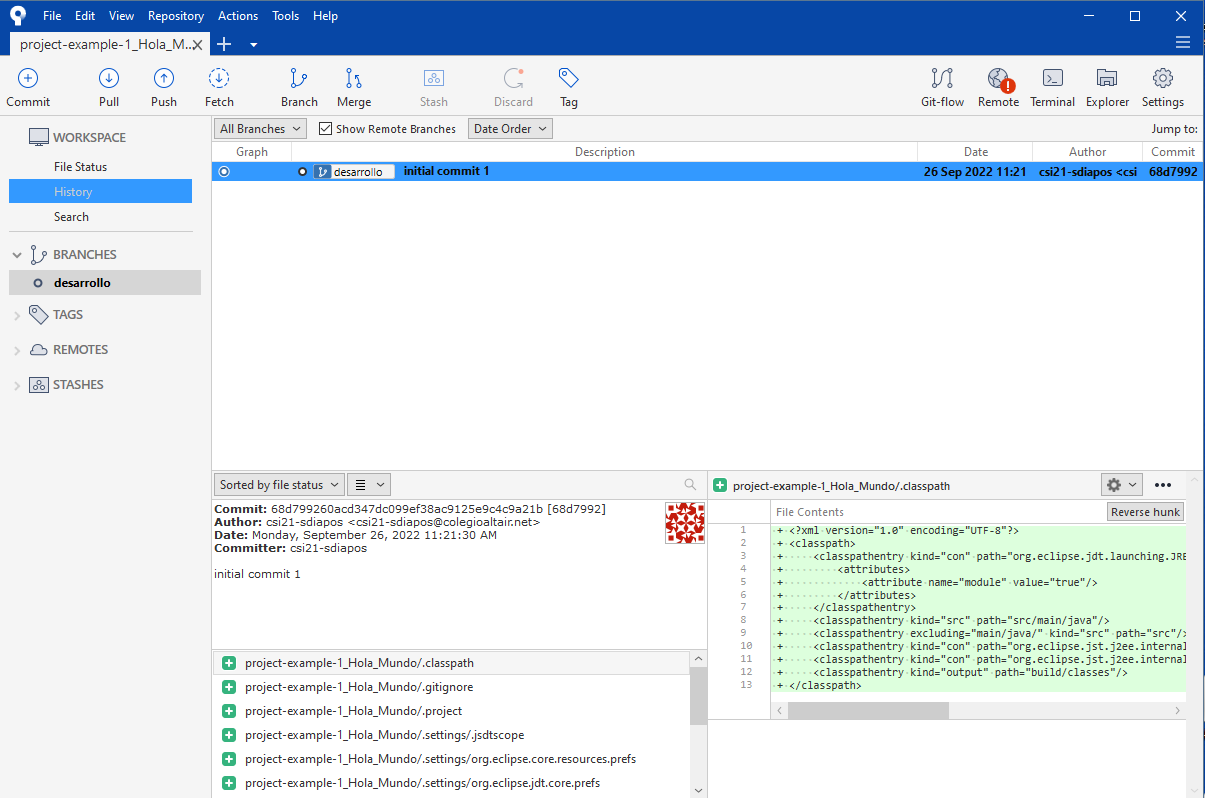 File Edit View Repository Actions Tools Help
project-example-1_Hola_M..
Commit Pull Push Fetch Branch Merge Stash Discard Tag Git-flow Remote Terminal Explorer Settings
WORKSPACE
File Status
History
Search
BRANCHES
desarrollo
TAGS
REMOTES
STASHES
All Branches Show Remote Branches Date Order Jump to:
Graph Description Date Author Commit
desarrollo initial commit 1 26 Sep 2022 11:21 csi21-sdiapos <csi 68d7992
Sorted by file status
Commit: 68d799260acd347dc099ef38ac9125e9c4c9a21b [68d7992]
Author: csi21-sdiapos <csi21-sdiapos@colegioaltair.net>
Date: Monday, September 26, 2022 11:21:30 AM
Committer: csi21-sdiapos
initial commit 1
project-example-1_Hola_Mundo/.classpath
project-example-1_Hola_Mundo/.gitignore
project-example-1_Hola_Mundo/.project
project-example-1_Hola_Mundo/.settings/.jsdtscope
project-example-1_Hola_Mundo/.settings/org.eclipse.core.resources.prefs
project-example-1_Hola_Mundo/.settings/org.eclipse.jdt.core.prefs
project-example-1_Hola_Mundo/.classpath
File Contents Reverse hunk
1 + <?xml version="1.0" encoding="UTF-8"?>
2 + <classpath>
3 + <classpathentry kind="con" path="org.eclipse.jdt.launching.JRE
4 + <attributes>
5 + <attribute name="module" value="true"/>
6 + </attributes>
7 + </classpathentry>
8 + <classpathentry kind="src" path="src/main/java"/>
9 + <classpathentry excluding="main/java/" kind="src" path="src"/>
10 + <classpathentry kind="con" path="org.eclipse.jst.j2ee.internal
11 + <classpathentry kind="con" path="org.eclipse.jst.j2ee.internal
12 + <classpathentry kind="output" path="build/classes"/>
13 + </classpath>